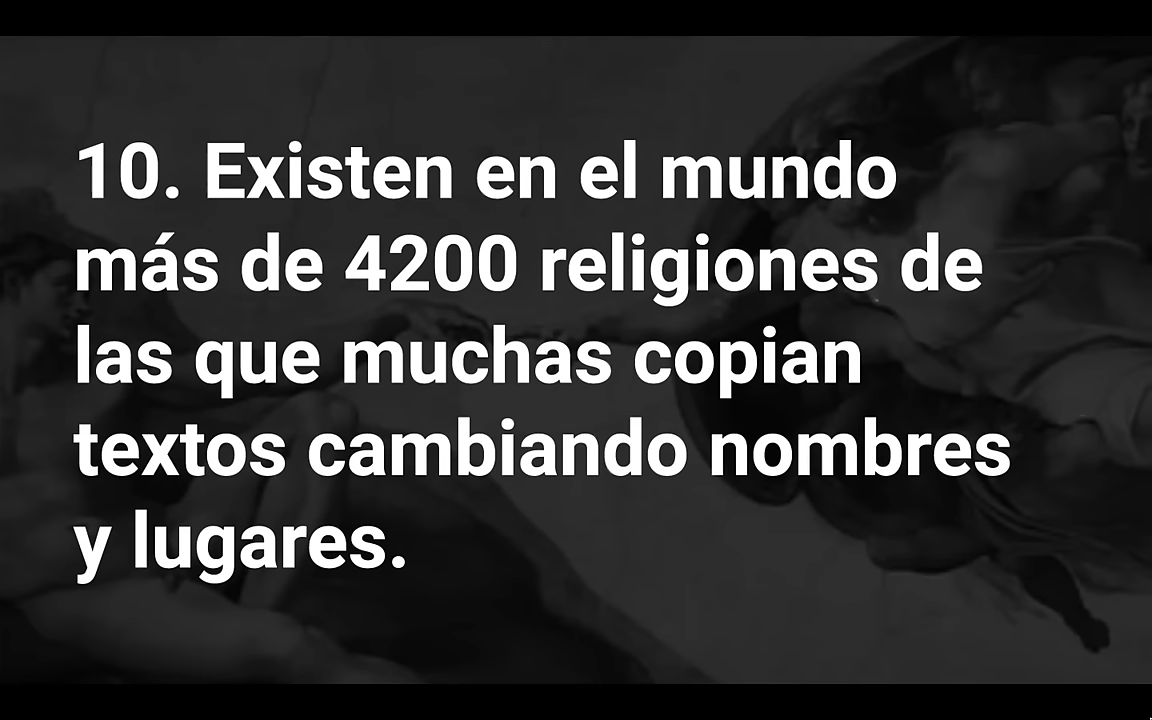 10. Existen en el mundo
más de 4200 religiones de
las que muchas copian
textos cambiando nombres
y lugares.